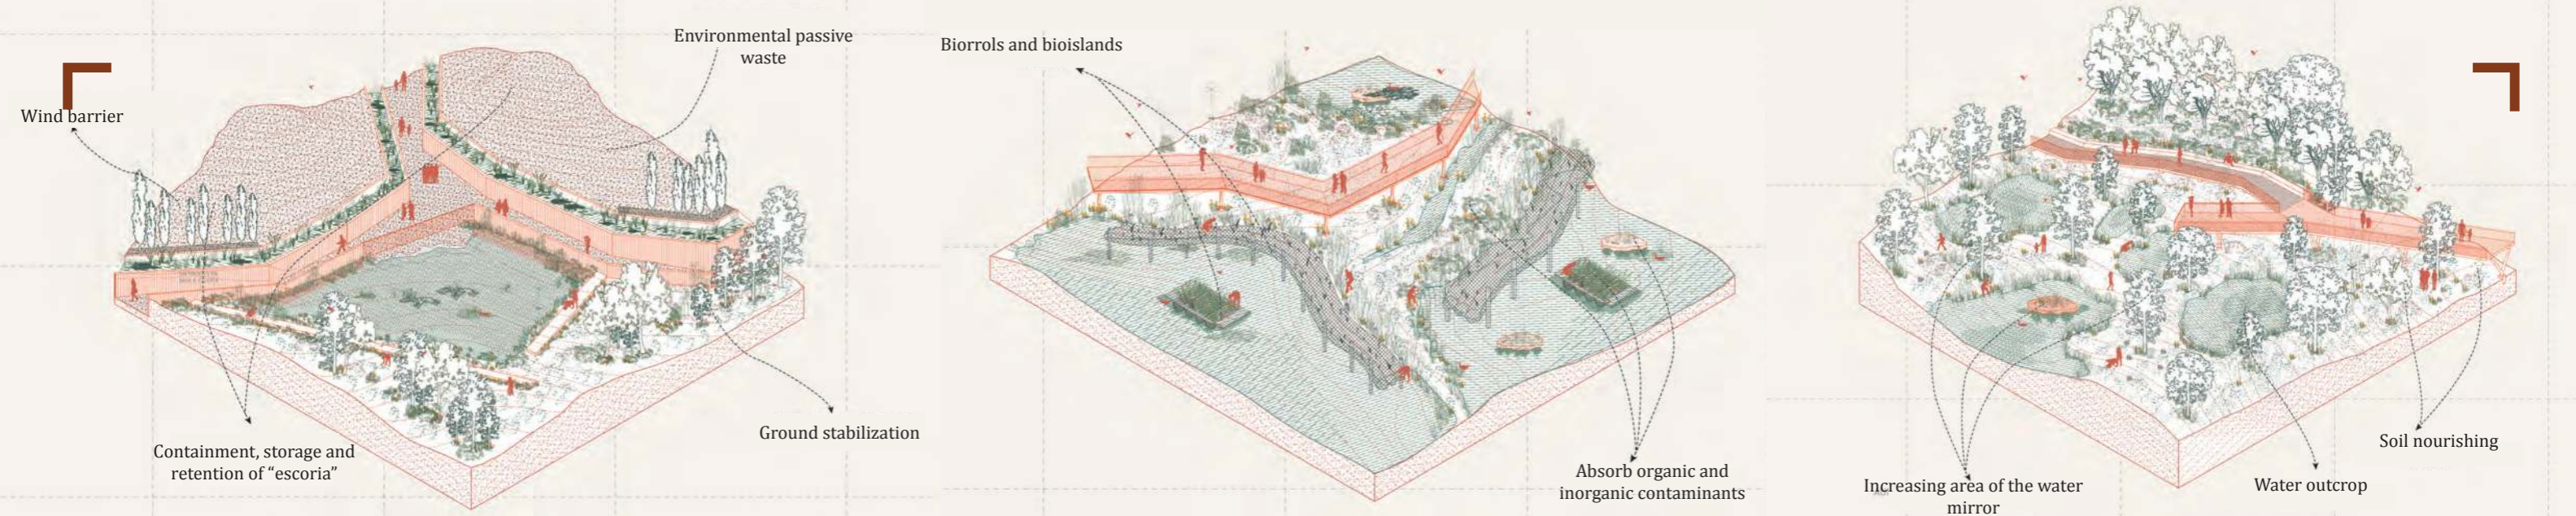 Environmental passive
waste
Wind barrier
Containment, storage and
retention of “escoria”
Ground stabilization
Biorrols and bioislands
Absorb organic and
inorganic contaminants
Increasing area of the water
mirror
Water outcrop
Soil nourishing